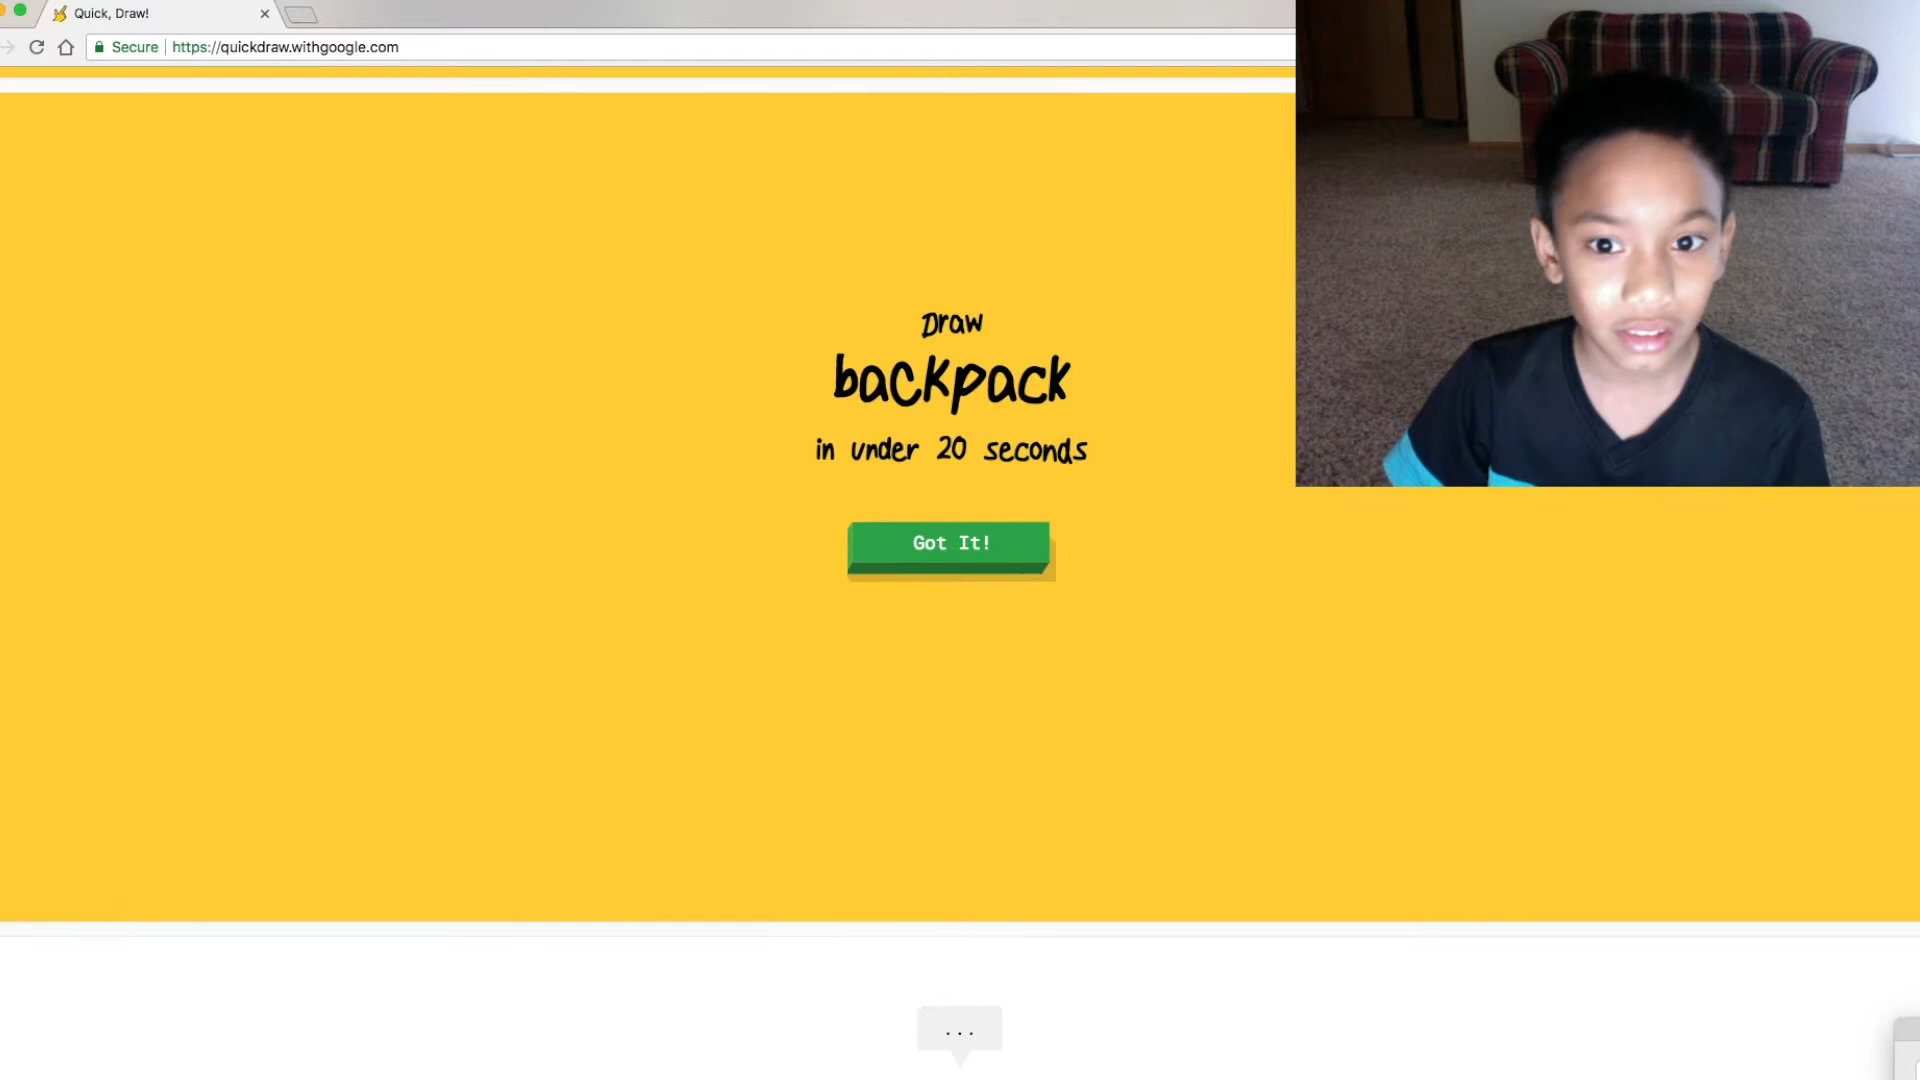 Quick, Draw!
Secure https://quickdraw.withgoogle.com
Draw
backpack
in under 20 seconds
Got It!
...